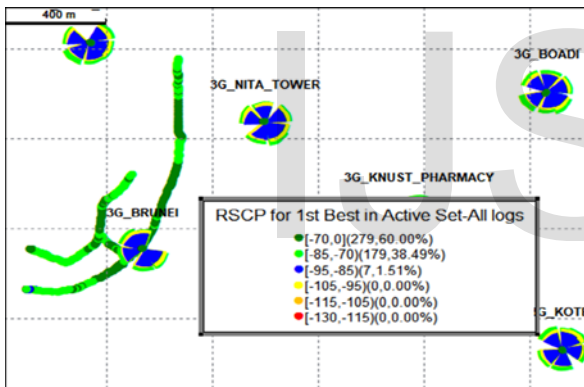 400 m
3G_BOADI
3G_NITA_TOWER
3G_KNUST_PHARMACY
3G_BRUNEI
RSCP for 1st Best in Active Set-All logs
[-70,0](279,60.00%)
[-85,-70)(179,38.49%)
[-95,-85)(7,1.51%)
[-105,-95)(0,0.00%)
[-115,-105)(0,0.00%)
[-130,-115)(0,0.00%)
IJS